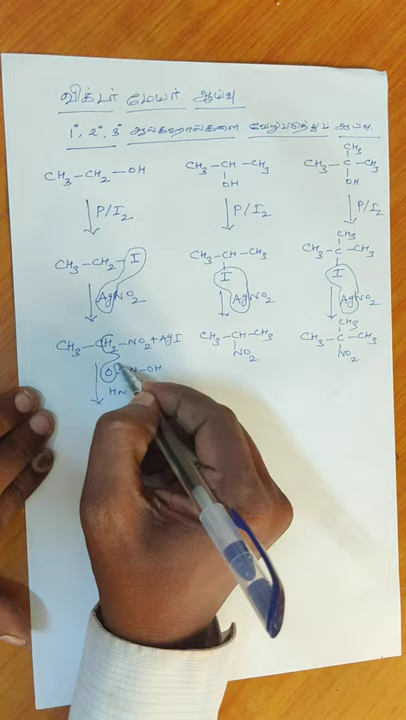 விக்டர் மேயர் ஆய்வு
1°, 2°, 3° ஆல்கஹால்களை வேறுபடுத்தும் ஆய்வு.
CH₃-CH₂-OH
CH₃-CH-CH₃
OH
CH₃
CH₃-C-CH₃
OH
P/I₂
P/I₂
P/I₂
CH₃-CH₂-I
AgNO₂
CH₃-CH-CH₃
I
AgNO₂
CH₃
CH₃-C-CH₃
I
AgNO₂
CH₃-CH₂-NO₂+AgI
CH₃-CH-CH₃
NO₂
CH₃-C-CH₃
NO₂
O N-OH
HN